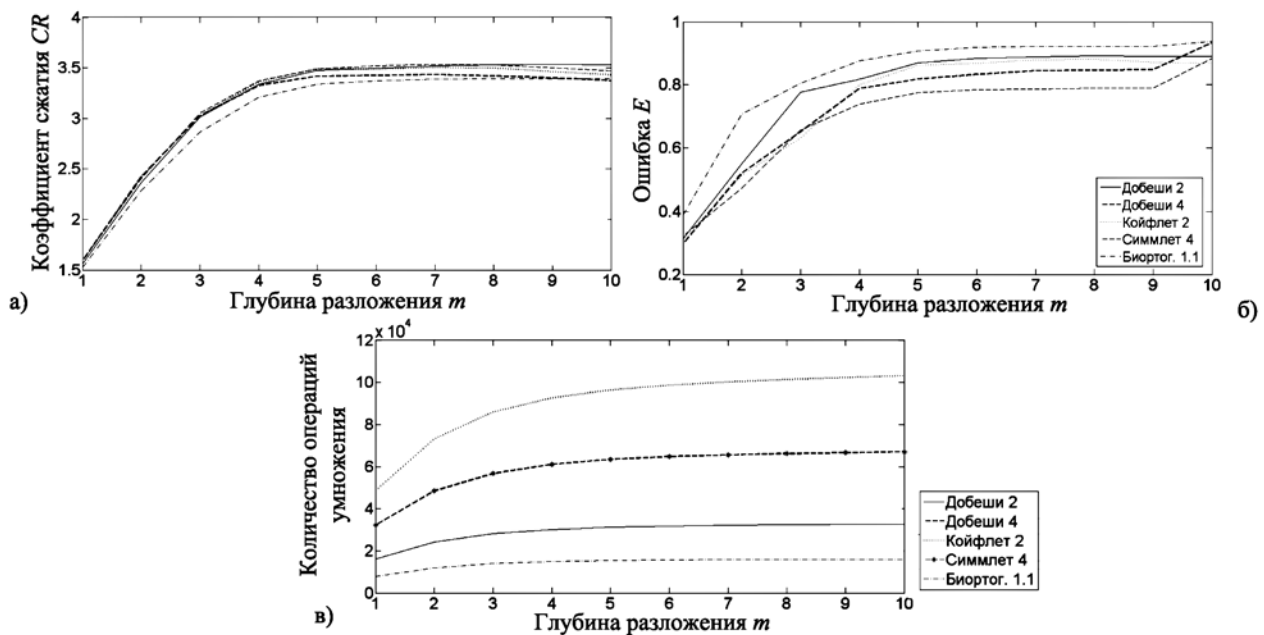 Коэффициент сжатия CR
4
3.5
3
2.5
2
1.5
1 2 3 4 5 6 7 8 9 10
Глубина разложения m
а)
Ошибка E
1
0.8
0.6
0.4
0.2
1 2 3 4 5 6 7 8 9 10
Глубина разложения m
Добеши 2
Добеши 4
Койфлет 2
Симмлет 4
Биортог. 1.1
б)
Количество операций
умножения
x 10⁴
12
10
8
6
4
2
0
1 2 3 4 5 6 7 8 9 10
Глубина разложения m
Добеши 2
Добеши 4
Койфлет 2
Симмлет 4
Биортог. 1.1
в)